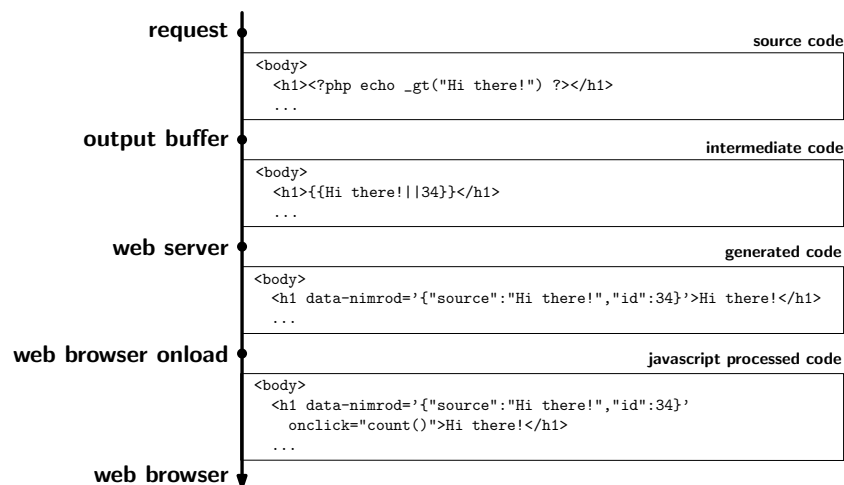 request
source code
<body>
<h1><?php echo _gt("Hi there!") ?></h1>
...
output buffer
intermediate code
<body>
<h1>{{Hi there!||34}}</h1>
...
web server
generated code
<body>
<h1 data-nimrod='{"source":"Hi there!","id":34}'>Hi there!</h1>
...
web browser onload
javascript processed code
<body>
<h1 data-nimrod='{"source":"Hi there!","id":34}'
onclick="count()">Hi there!</h1>
...
web browser